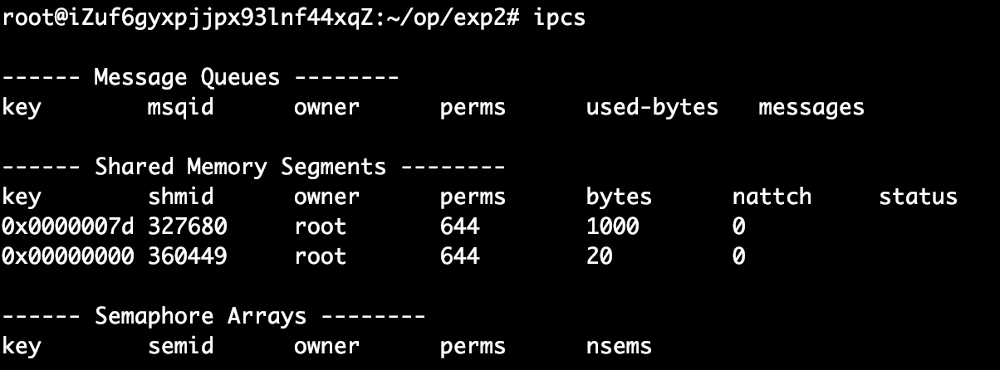 root@iZuf6gyxpjjpx93lnf44xqZ:~/op/exp2# ipcs
------ Message Queues --------
key msqid owner perms used-bytes messages
------ Shared Memory Segments --------
key shmid owner perms bytes nattch status
0x0000007d 327680 root 644 1000 0
0x00000000 360449 root 644 20 0
------ Semaphore Arrays --------
key semid owner perms nsems